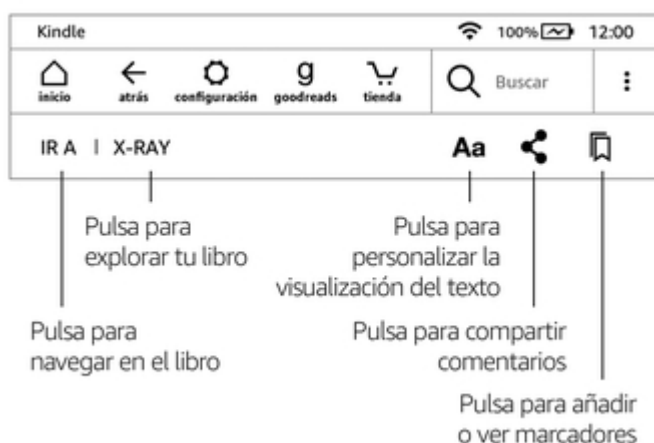 Kindle 100% 12:00
inicio atrás configuración g goodreads tienda Buscar
IR A | X-RAY Aa
Pulsa para
explorar tu libro
Pulsa para
personalizar la
visualización del texto
Pulsa para
navegar en el libro
Pulsa para compartir
comentarios
Pulsa para añadir
o ver marcadores